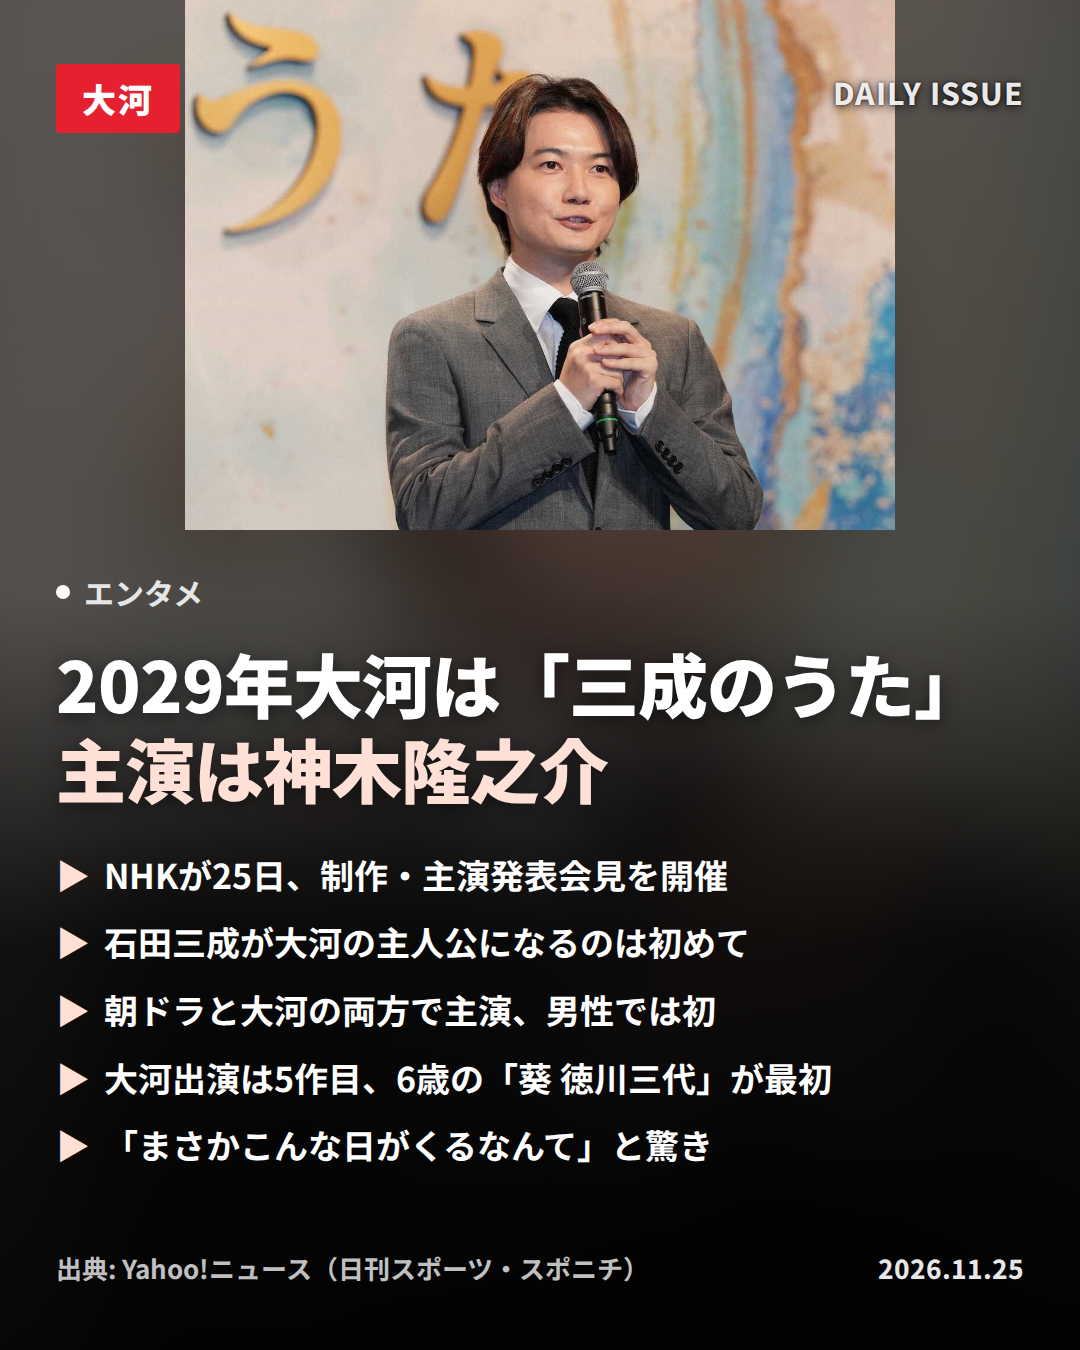 大河
DAILY ISSUE
うた
エンタメ
2029年大河は「三成のうた」
主演は神木隆之介
▶ NHKが25日、制作・主演発表会見を開催
▶ 石田三成が大河の主人公になるのは初めて
▶ 朝ドラと大河の両方で主演、男性では初
▶ 大河出演は5作目、6歳の「葵 徳川三代」が最初
▶ 「まさかこんな日がくるなんて」と驚き
出典: Yahoo!ニュース（日刊スポーツ・スポニチ）
2026.11.25